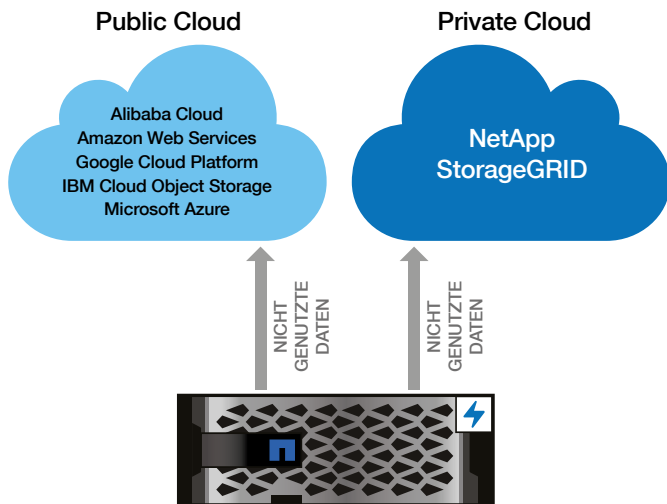 Public Cloud
Private Cloud
Alibaba Cloud
Amazon Web Services
Google Cloud Platform
IBM Cloud Object Storage
Microsoft Azure
NetApp
StorageGRID
NICHT
GENUTZTE
DATEN
NICHT
GENUTZTE
DATEN